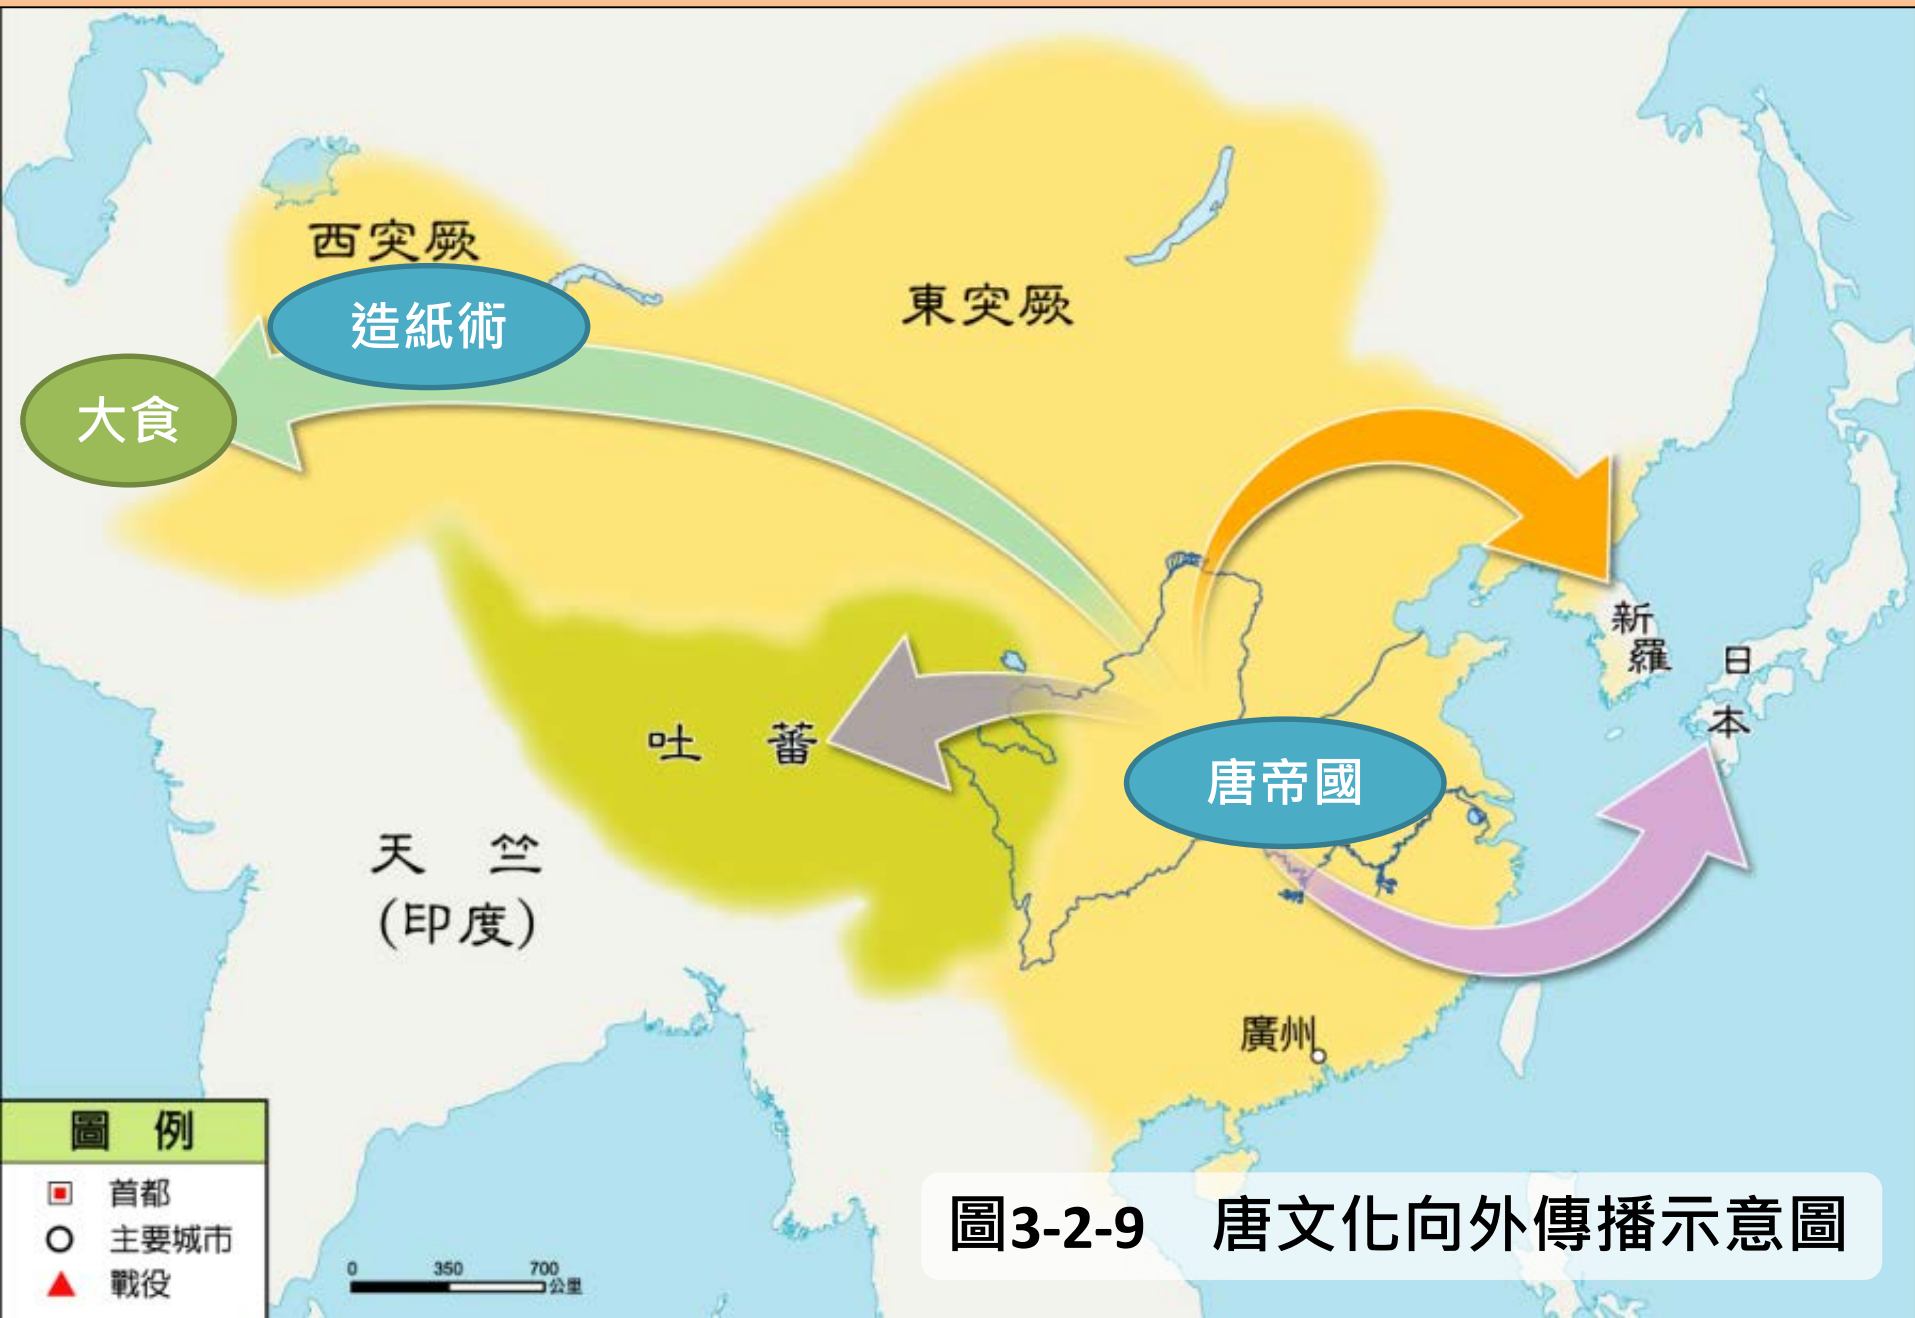 西突厥
造紙術
東突厥
大食
新羅
日本
吐蕃
唐帝國
天竺
(印度)
廣州
圖例
首都
主要城市
戰役
0 350 700
公里
圖3-2-9 唐文化向外傳播示意圖